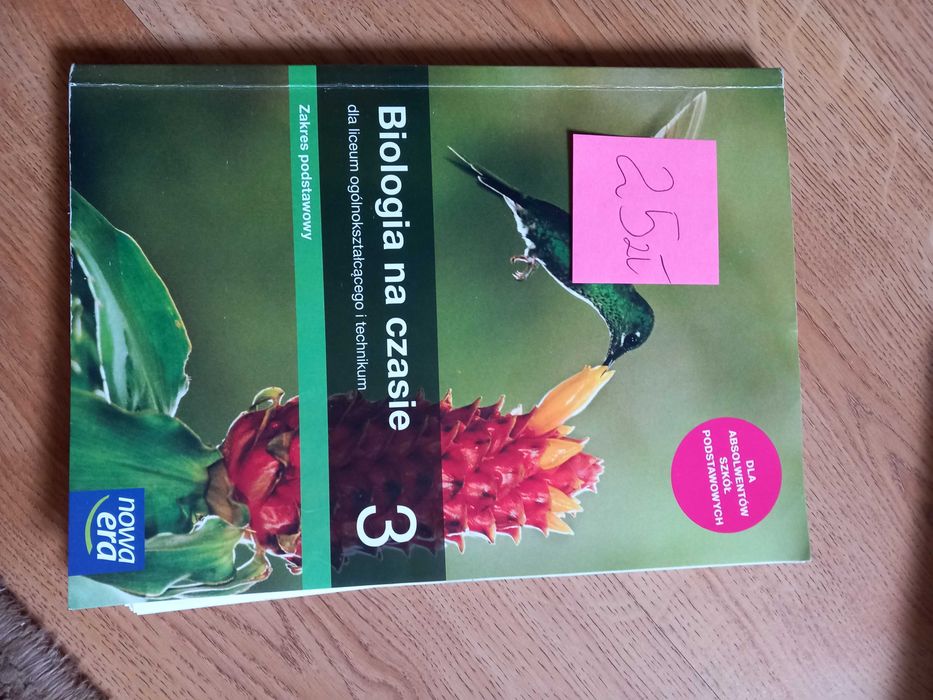 25zł
DLA
ABSOLWENTÓW
SZKÓŁ
PODSTAWOWYCH
Biologia na czasie 3
dla liceum ogólnokształcącego i technikum
Zakres podstawowy
nowa
era